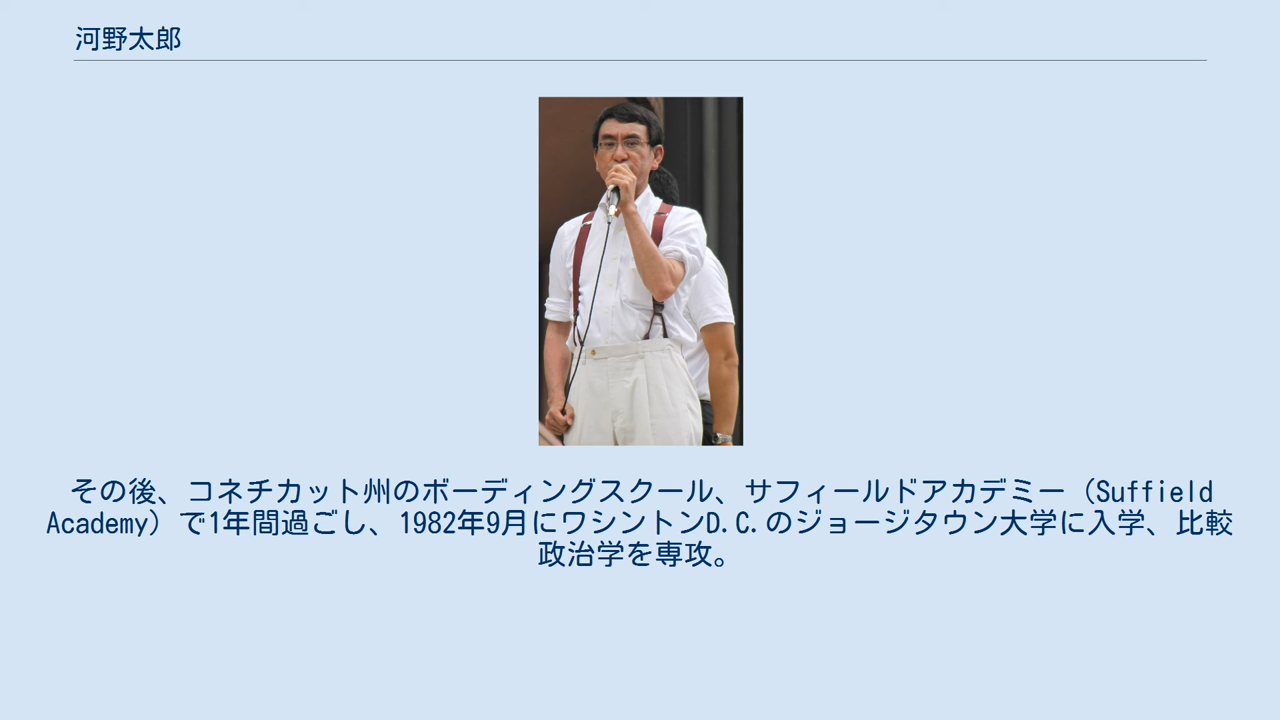 河野太郎
その後、コネチカット州のボーディングスクール、サフィールドアカデミー（Suffield
Academy）で1年間過ごし、1982年9月にワシントンD.C.のジョージタウン大学に入学、比較
政治学を専攻。